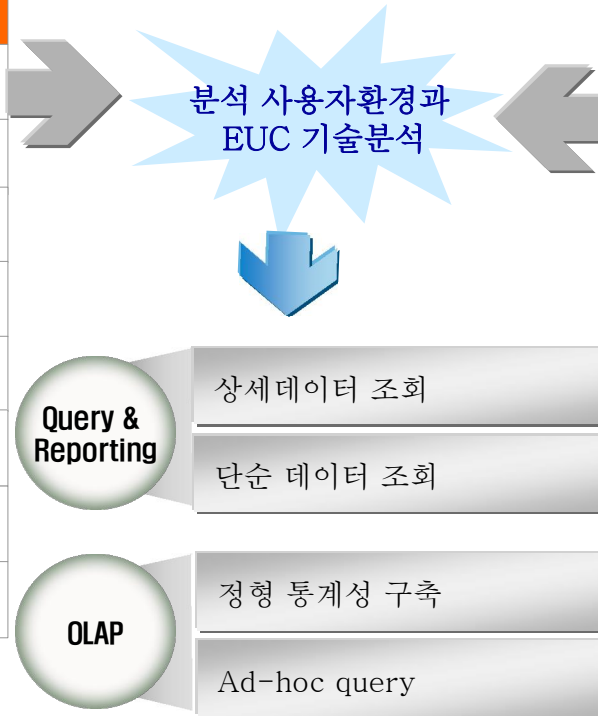 분석 사용자환경과
EUC 기술분석
Query &
Reporting
상세데이터 조회
단순 데이터 조회
OLAP
정형 통계성 구축
Ad-hoc query